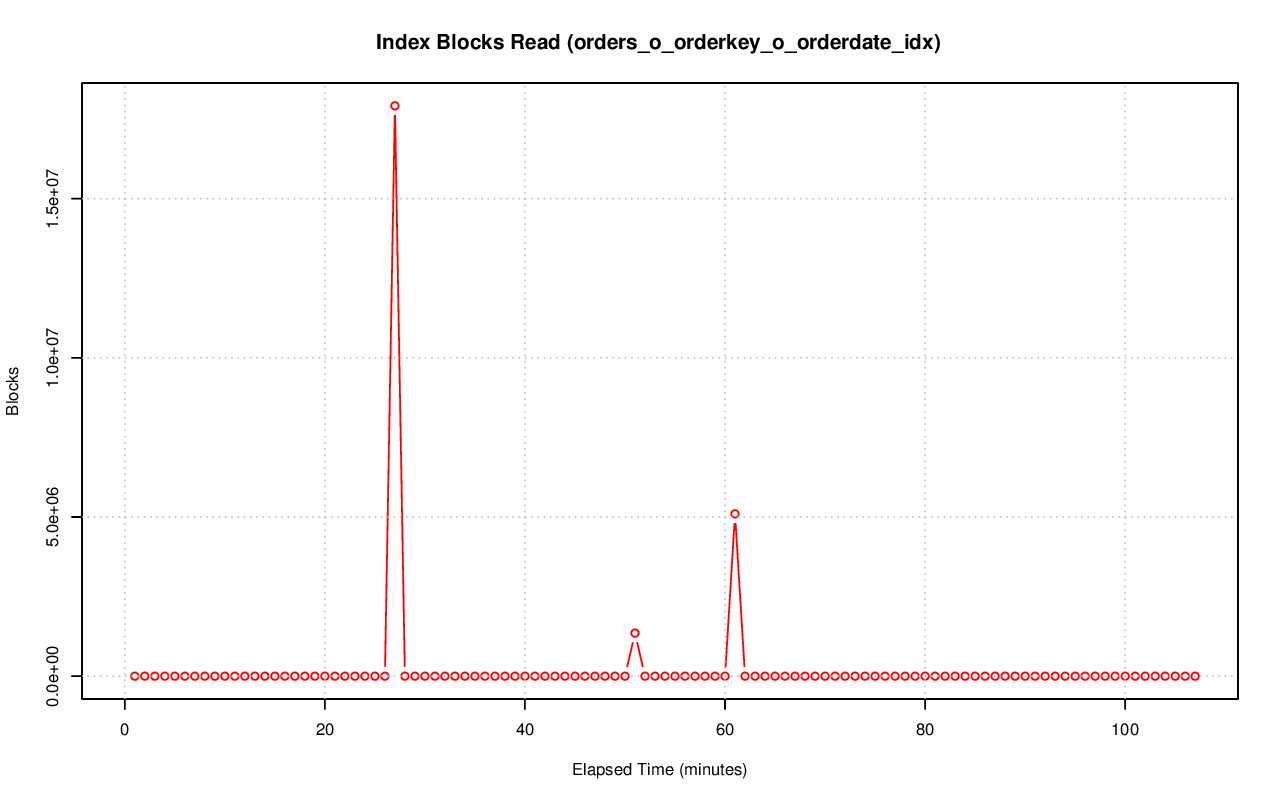 Index Blocks Read (orders_o_orderkey_o_orderdate_idx)
Blocks
1.5e+07
1.0e+07
5.0e+06
0.0e+00
0 20 40 60 80 100
Elapsed Time (minutes)